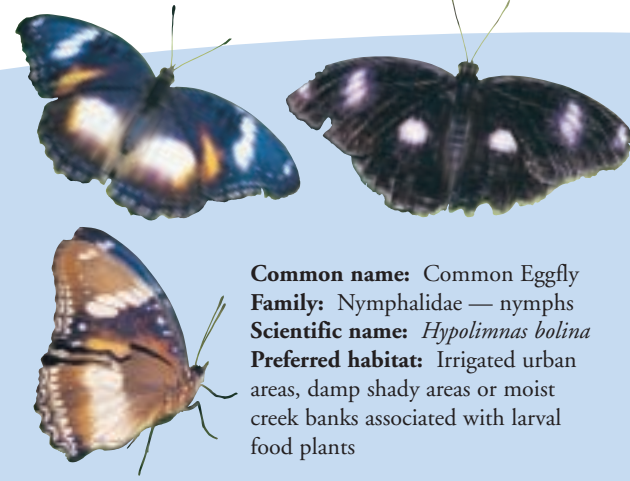 Common name: Common Eggfly
Family: Nymphalidae — nymphs
Scientific name: Hypolimnas bolina
Preferred habitat: Irrigated urban
areas, damp shady areas or moist
creek banks associated with larval
food plants